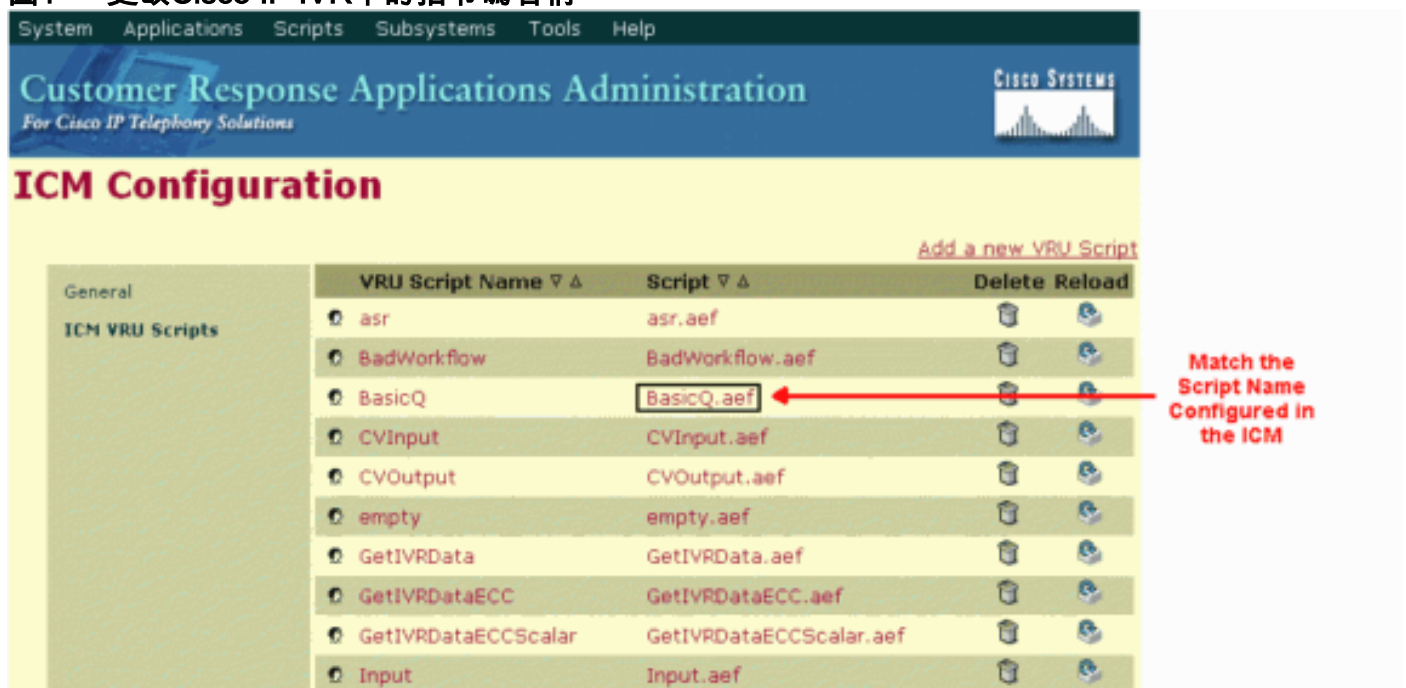 System Applications Scripts Subsystems Tools Help
Customer Response Applications Administration
For Cisco IP Telephony Solutions
CISCO SYSTEMS
ICM Configuration
Add a new VRU Script
General
ICM VRU Scripts
VRU Script Name Script Delete Reload
asr asr.aef
BadWorkflow BadWorkflow.aef
BasicQ BasicQ.aef
CVInput CVInput.aef
CVOutput CVOutput.aef
empty empty.aef
GetIVRData GetIVRData.aef
GetIVRDataECC GetIVRDataECC.aef
GetIVRDataECCScalar GetIVRDataECCScalar.aef
Input Input.aef
Match the
Script Name
Configured in
the ICM